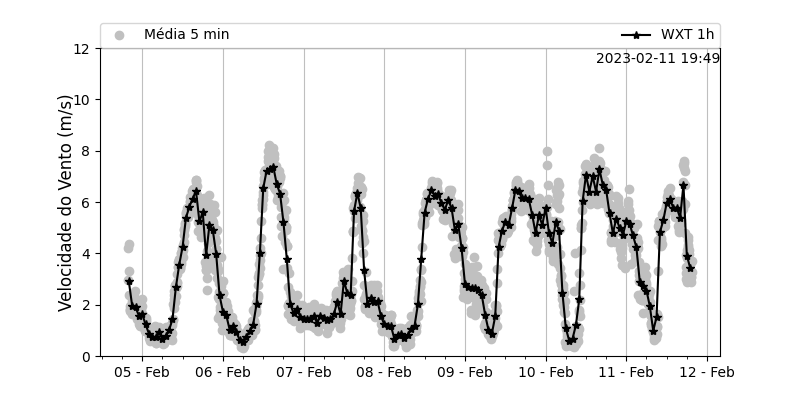 Média 5 min
WXT 1h
2023-02-11 19:49
Velocidade do Vento (m/s)
12
10
8
6
4
2
0
05 - Feb 06 - Feb 07 - Feb 08 - Feb 09 - Feb 10 - Feb 11 - Feb 12 - Feb